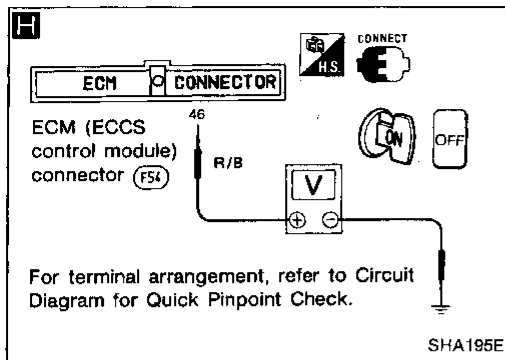 H
CONNECT
H.S.
ECM CONNECTOR
ON
OFF
46
ECM (ECCS
control module)
connector F54
R/B
V
⊕ ⊖
For terminal arrangement, refer to Circuit
Diagram for Quick Pinpoint Check.
SHA195E